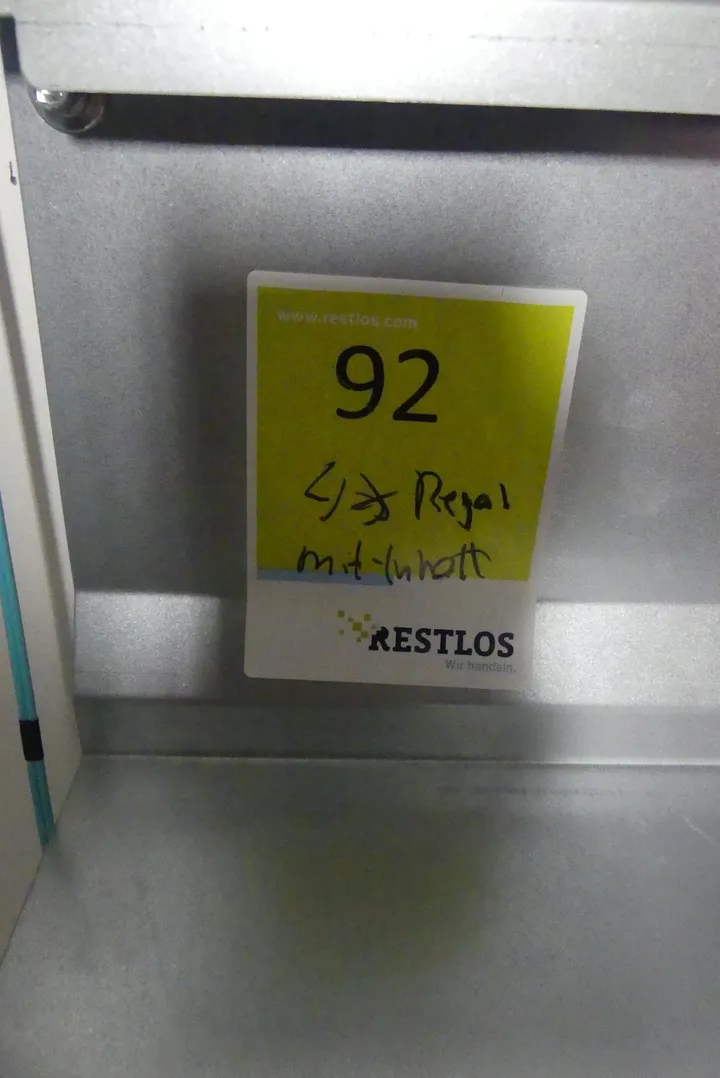 www.restlos.com
92
Regal
mit Inhalt
RESTLOS
Wir handeln.